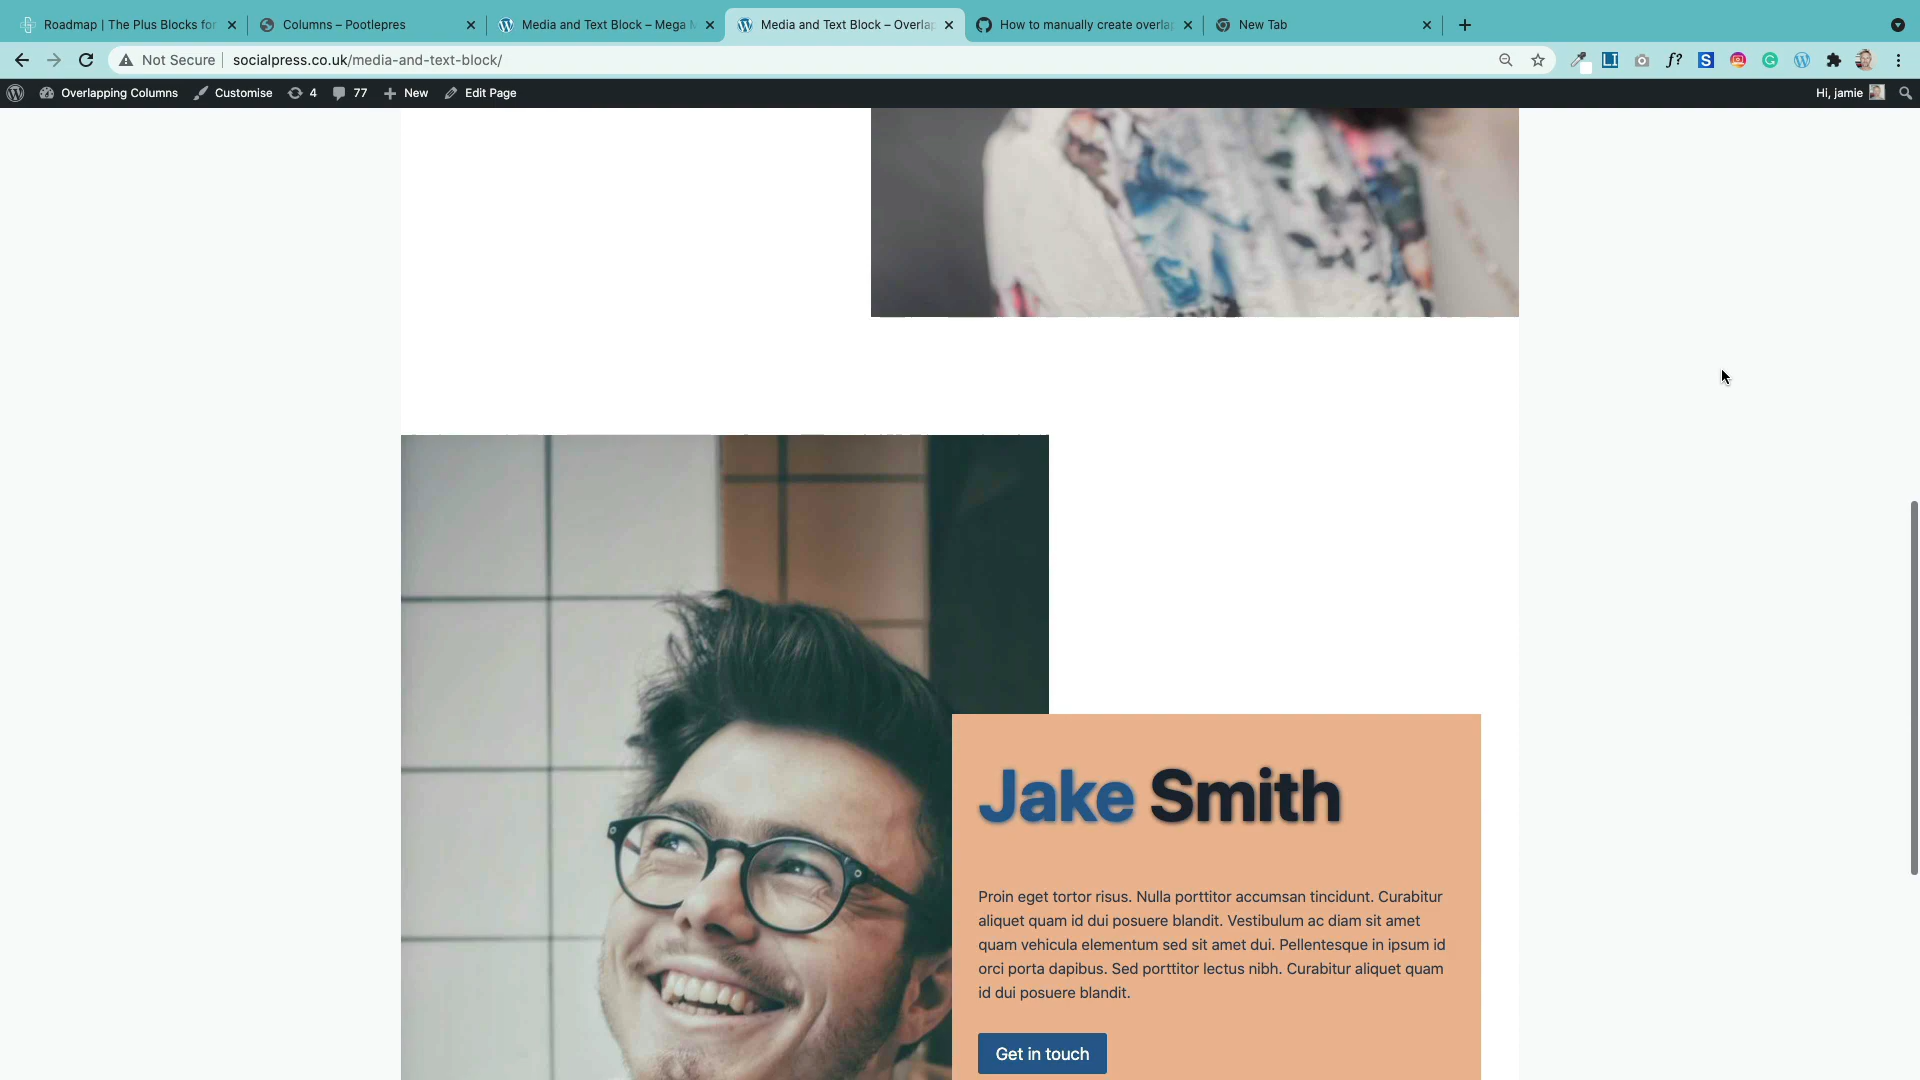 Roadmap | The Plus Blocks for
Columns – Pootlepres
Media and Text Block – Mega M
Media and Text Block – Overlap
How to manually create overlap
New Tab
Not Secure
socialpress.co.uk/media-and-text-block/
Overlapping Columns
Customise
4
77
New
Edit Page
Hi, jamie
Jake Smith
Proin eget tortor risus. Nulla porttitor accumsan tincidunt. Curabitur
aliquet quam id dui posuere blandit. Vestibulum ac diam sit amet
quam vehicula elementum sed sit amet dui. Pellentesque in ipsum id
orci porta dapibus. Sed porttitor lectus nibh. Curabitur aliquet quam
id dui posuere blandit.
Get in touch